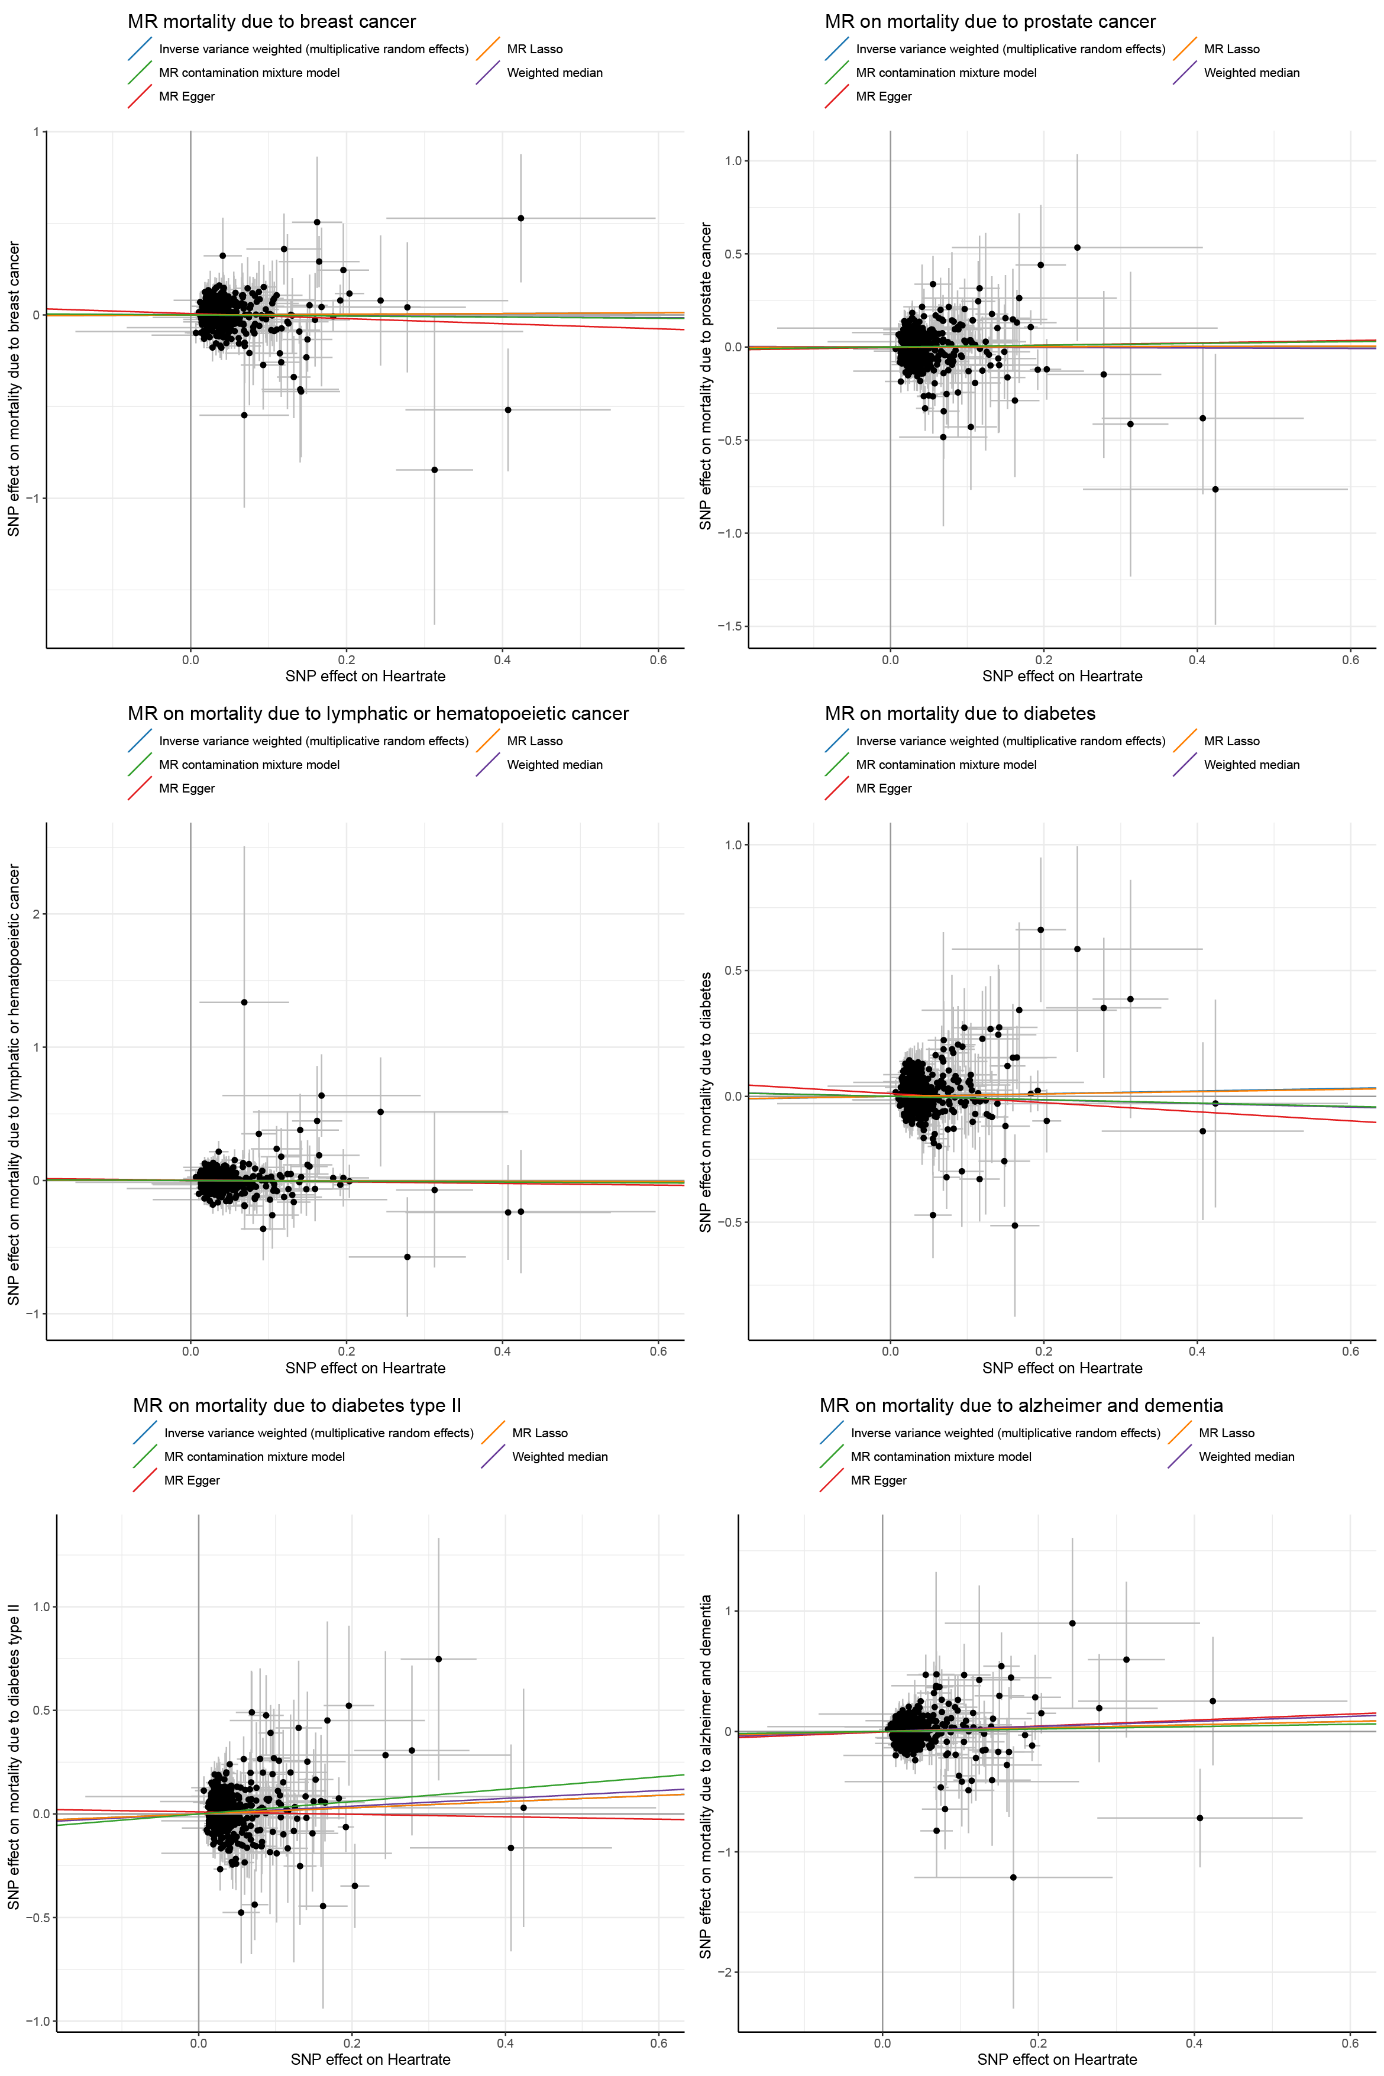 MR mortality due to breast cancer
Inverse variance weighted (multiplicative random effects)
MR Lasso
MR contamination mixture model
Weighted median
MR Egger
1
0
−1
SNP effect on mortality due to breast cancer
0.0 0.2 0.4 0.6
SNP effect on Heartrate
MR on mortality due to prostate cancer
Inverse variance weighted (multiplicative random effects)
MR Lasso
MR contamination mixture model
Weighted median
MR Egger
1.0
0.5
0.0
−0.5
−1.0
−1.5
SNP effect on mortality due to prostate cancer
0.0 0.2 0.4 0.6
SNP effect on Heartrate
MR on mortality due to lymphatic or hematopoeietic cancer
Inverse variance weighted (multiplicative random effects)
MR Lasso
MR contamination mixture model
Weighted median
MR Egger
2
1
0
−1
SNP effect on mortality due to lymphatic or hematopoeietic cancer
0.0 0.2 0.4 0.6
SNP effect on Heartrate
MR on mortality due to diabetes
Inverse variance weighted (multiplicative random effects)
MR Lasso
MR contamination mixture model
Weighted median
MR Egger
1.0
0.5
0.0
−0.5
SNP effect on mortality due to diabetes
0.0 0.2 0.4 0.6
SNP effect on Heartrate
MR on mortality due to diabetes type II
Inverse variance weighted (multiplicative random effects)
MR Lasso
MR contamination mixture model
Weighted median
MR Egger
1.0
0.5
0.0
−0.5
−1.0
SNP effect on mortality due to diabetes type II
0.0 0.2 0.4 0.6
SNP effect on Heartrate
MR on mortality due to alzheimer and dementia
Inverse variance weighted (multiplicative random effects)
MR Lasso
MR contamination mixture model
Weighted median
MR Egger
1
0
−1
−2
SNP effect on mortality due to alzheimer and dementia
0.0 0.2 0.4 0.6
SNP effect on Heartrate